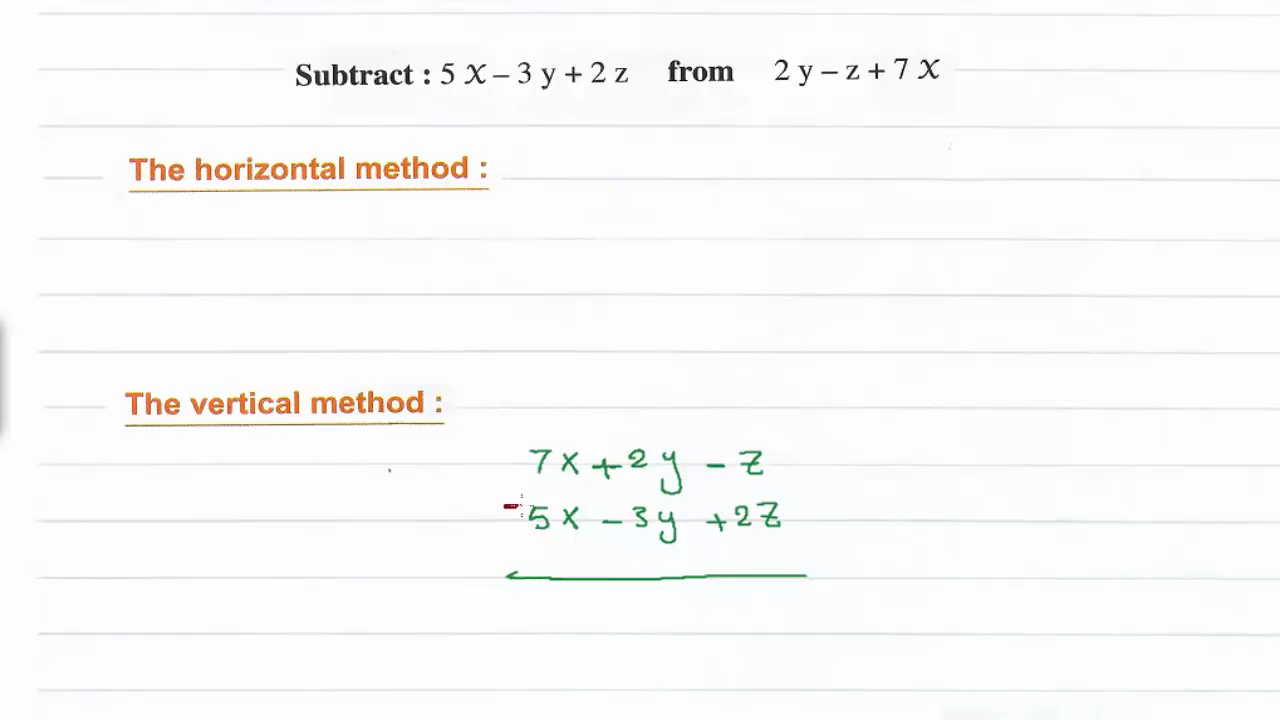 Subtract : 5 X – 3 y + 2 z from 2 y – z + 7 X
The horizontal method :
The vertical method :
7x + 2y - z
- 5x - 3y + 2z